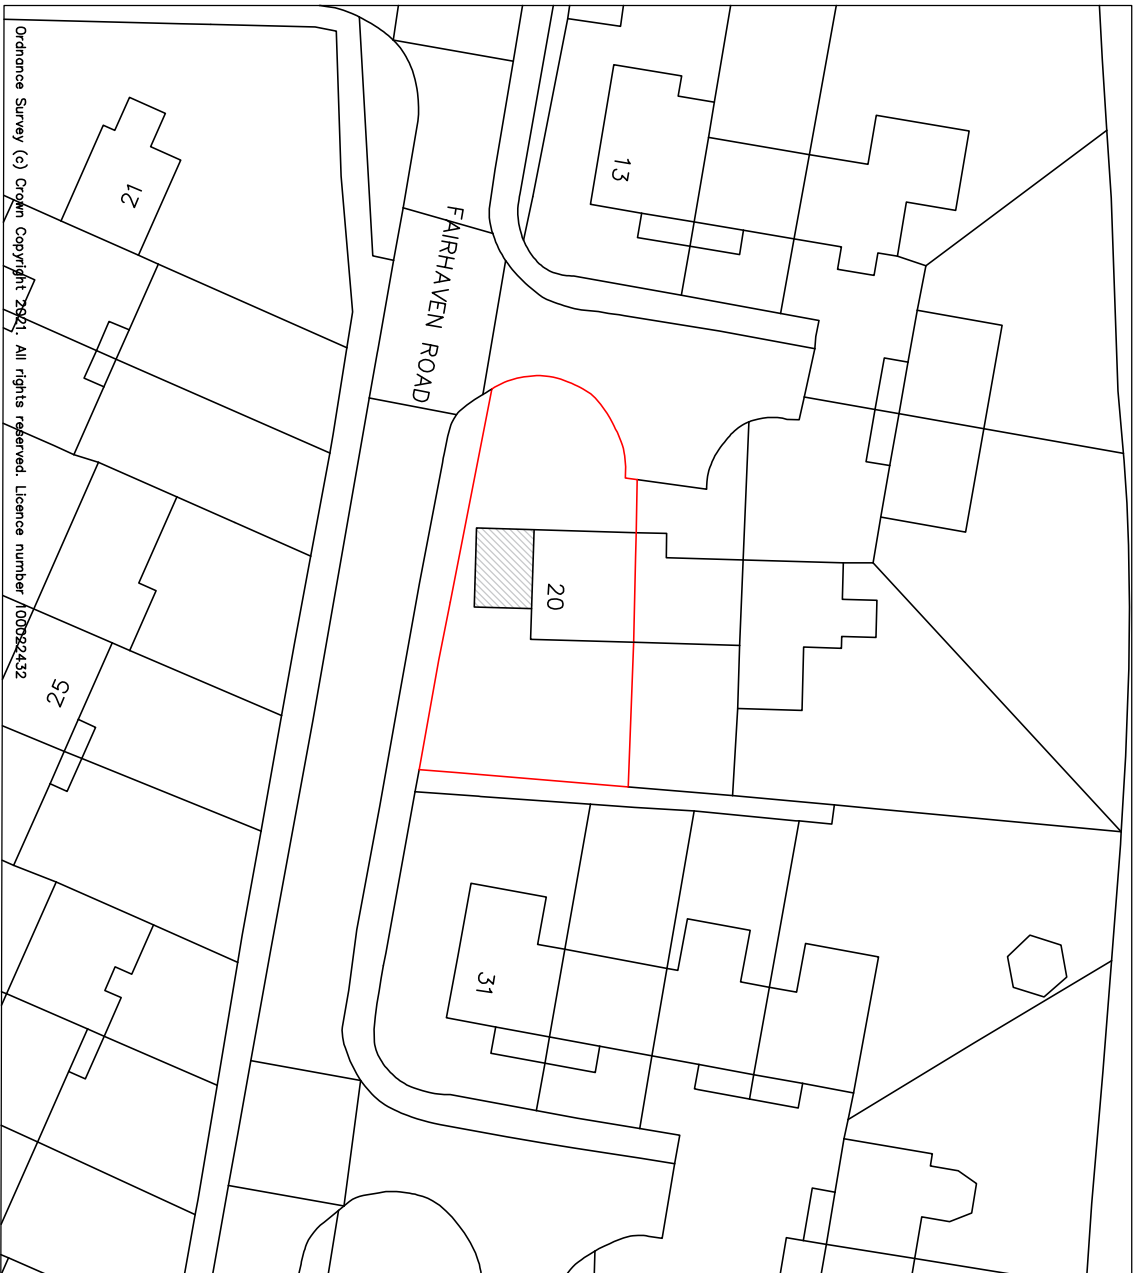 13
21
FAIRHAVEN ROAD
20
25
31
Ordnance Survey (c) Crown Copyright 2021. All rights reserved. Licence number 100022432